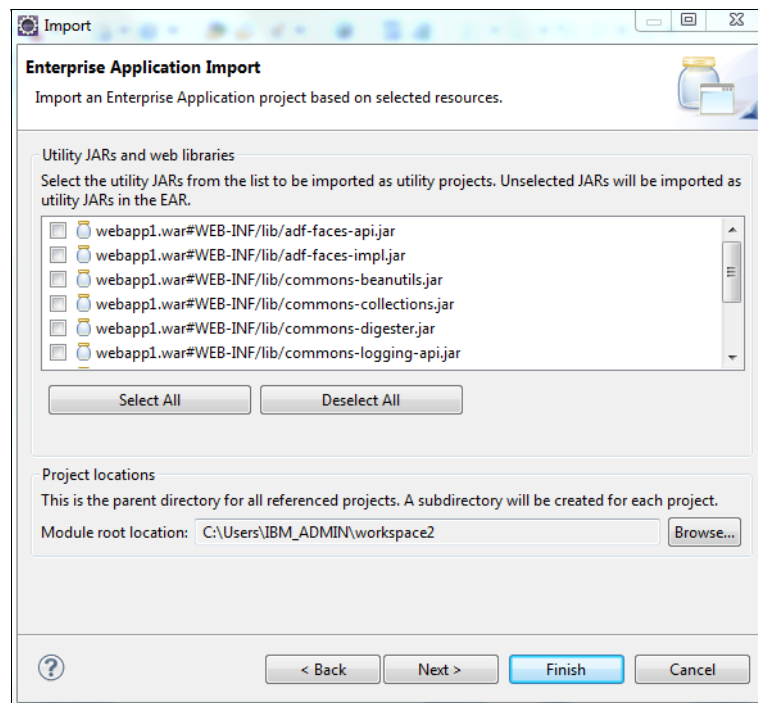 Import
Enterprise Application Import
Import an Enterprise Application project based on selected resources.
Utility JARs and web libraries
Select the utility JARs from the list to be imported as utility projects. Unselected JARs will be imported as
utility JARs in the EAR.
webapp1.war#WEB-INF/lib/adf-faces-api.jar
webapp1.war#WEB-INF/lib/adf-faces-impl.jar
webapp1.war#WEB-INF/lib/commons-beanutils.jar
webapp1.war#WEB-INF/lib/commons-collections.jar
webapp1.war#WEB-INF/lib/commons-digester.jar
webapp1.war#WEB-INF/lib/commons-logging-api.jar
Select All Deselect All
Project locations
This is the parent directory for all referenced projects. A subdirectory will be created for each project.
Module root location: C:\Users\IBM_ADMIN\workspace2 Browse...
? < Back Next > Finish Cancel